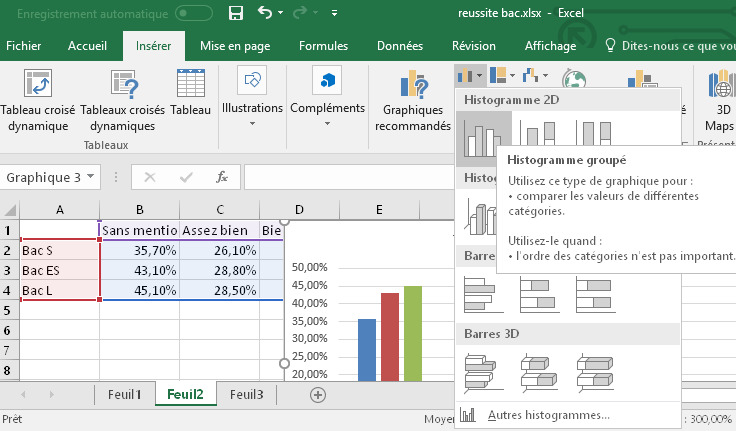 Enregistrement automatique
reussite bac.xlsx - Excel
Fichier Accueil Insérer Mise en page Formules Données Révision Affichage Dites-nous ce que vou
Tableau croisé dynamique
Tableaux croisés dynamiques
Tableau
Illustrations
Compléments
Graphiques recommandés
3D Maps
Tableaux
Présent
Histogramme 2D
Histog
Histogramme groupé
Utilisez ce type de graphique pour :
• comparer les valeurs de différentes
catégories.
Utilisez-le quand :
• l'ordre des catégories n'est pas important.
Barre
Barres 3D
Autres histogrammes...
Graphique 3
fx
A B C D E
1 Sans mentio Assez bien Bie
2 Bac S 35,70% 26,10%
3 Bac ES 43,10% 28,80%
4 Bac L 45,10% 28,50%
5
6
7
8
50,00%
45,00%
40,00%
35,00%
30,00%
25,00%
20,00%
Feuil1 Feuil2 Feuil3
Prêt
Moyen
: 300,00%